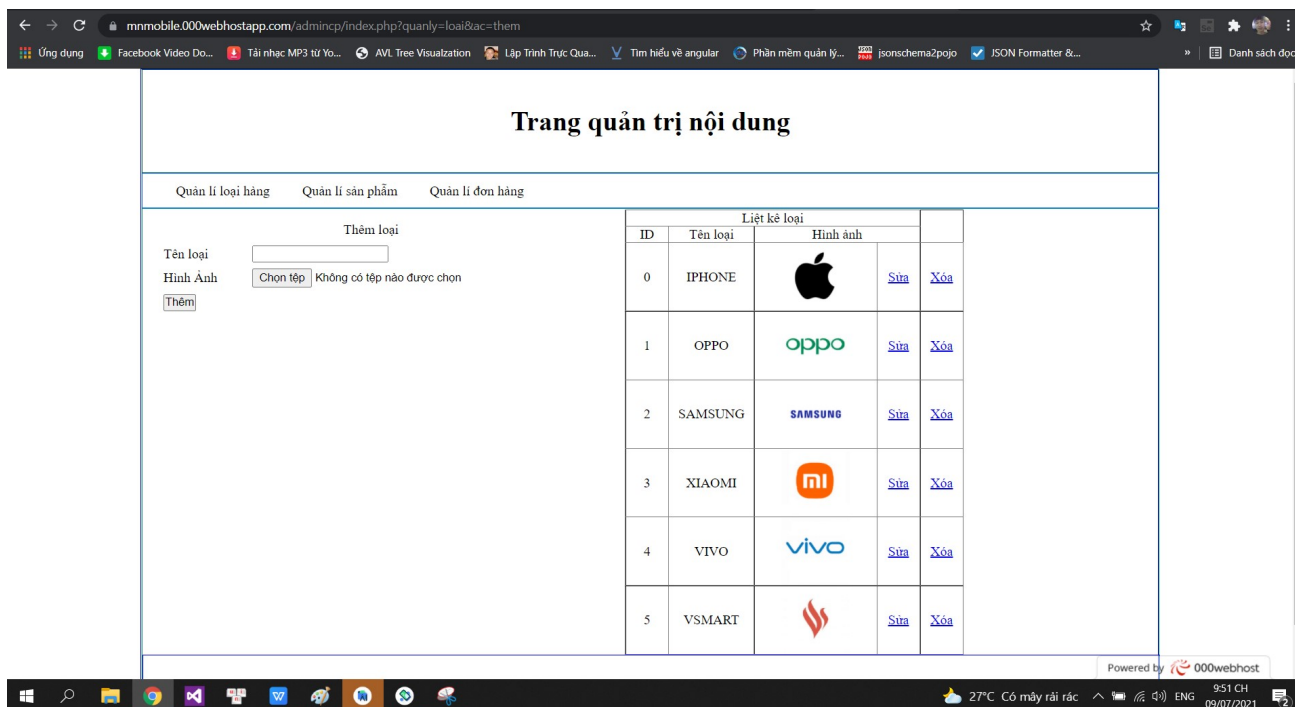 mnmobile.000webhostapp.com/admincp/index.php?quanly=loai&ac=them
Ứng dụng Facebook Video Do... Tải nhạc MP3 từ Yo... AVL Tree Visualzation Lập Trình Trực Qua... Tìm hiểu về angular Phần mềm quản lý... jsonschema2pojo JSON Formatter &... » Danh sách đọc
Trang quản trị nội dung
Quản lí loại hàng Quản lí sản phẩm Quản lí đơn hàng
Thêm loại
Tên loại
Hình Ảnh Chọn tệp Không có tệp nào được chọn
Thêm
Liệt kê loại
ID Tên loại Hình ảnh
0 IPHONE Sửa Xóa
1 OPPO oppo Sửa Xóa
2 SAMSUNG SAMSUNG Sửa Xóa
3 XIAOMI mi Sửa Xóa
4 VIVO vivo Sửa Xóa
5 VSMART Sửa Xóa
Powered by 000webhost
27°C Có mây rải rác ENG 9:51 CH
09/07/2021 2